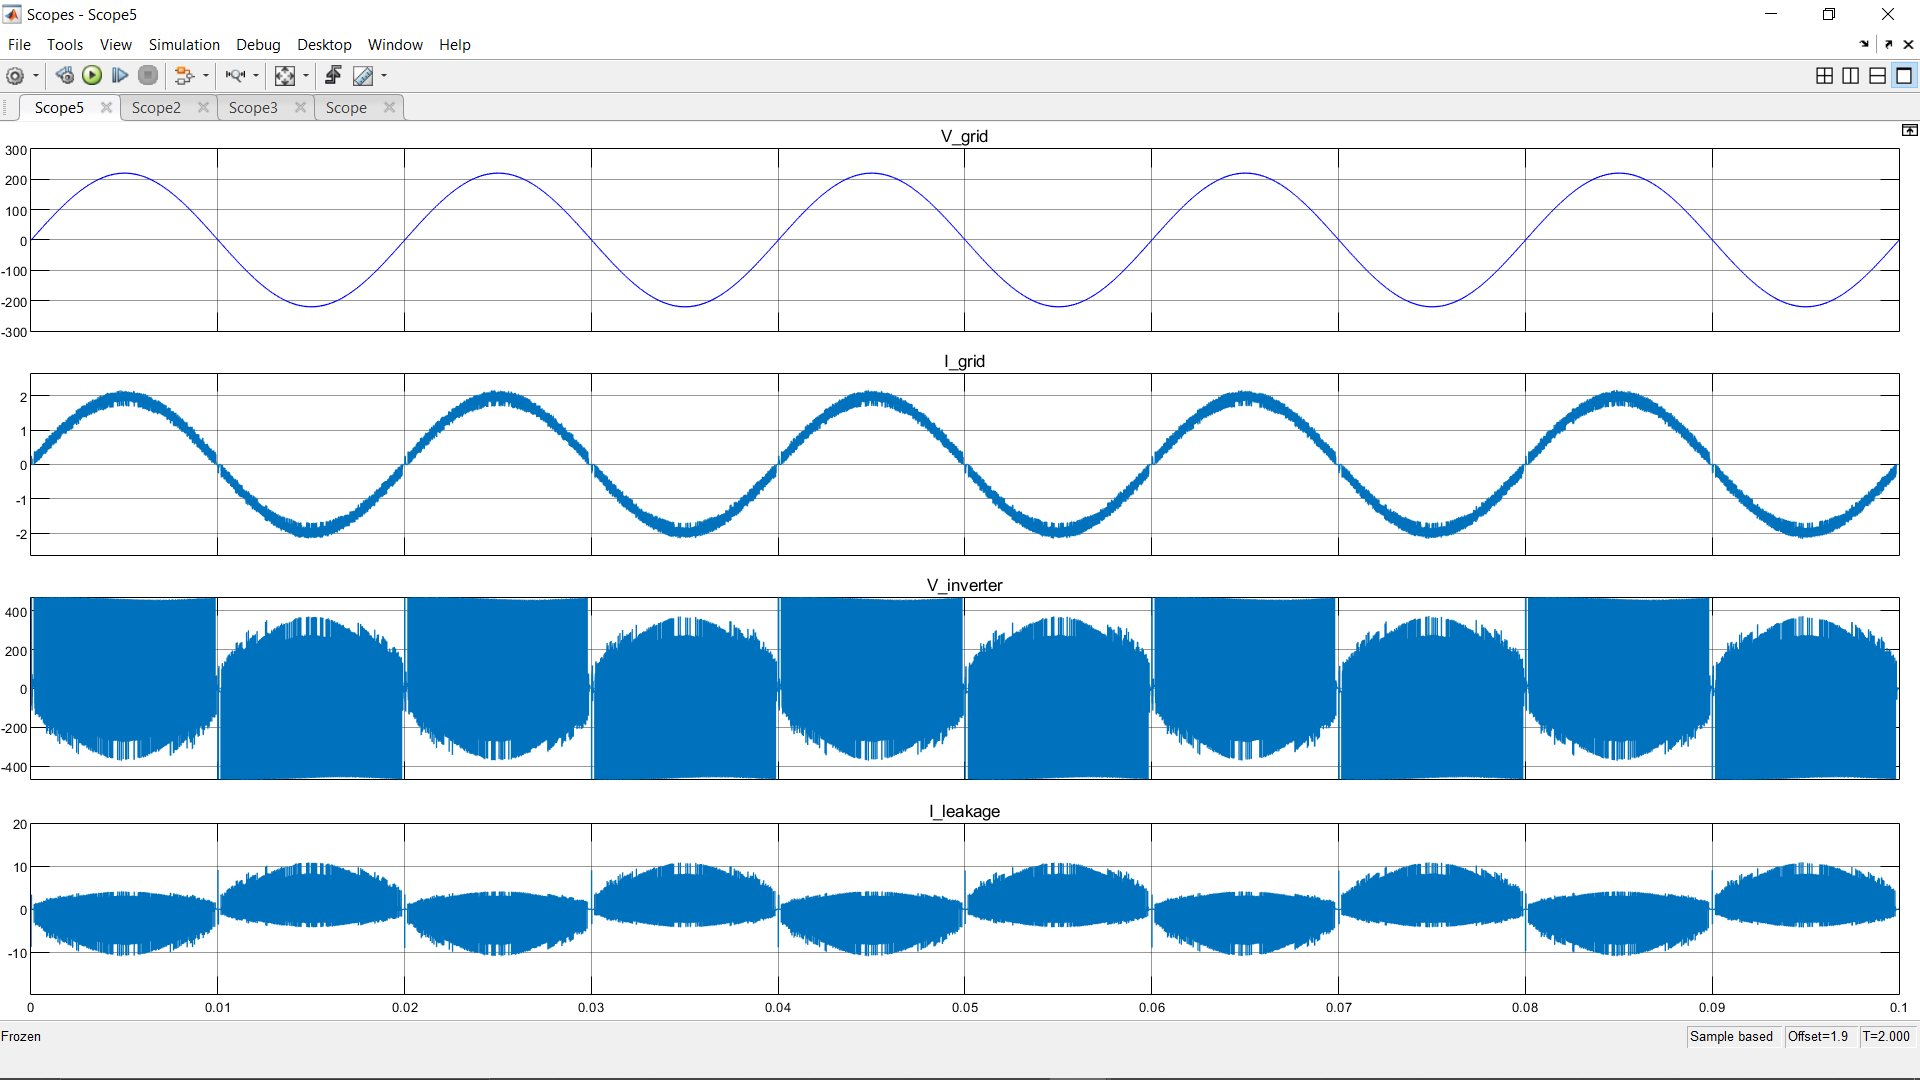 Scopes - Scope5
File Tools View Simulation Debug Desktop Window Help
Scope5 Scope2 Scope3 Scope
V_grid
300
200
100
0
-100
-200
-300
I_grid
2
1
0
-1
-2
V_inverter
400
200
0
-200
-400
I_leakage
20
10
0
-10
0 0.01 0.02 0.03 0.04 0.05 0.06 0.07 0.08 0.09 0.1
Frozen Sample based Offset=1.9 T=2.000